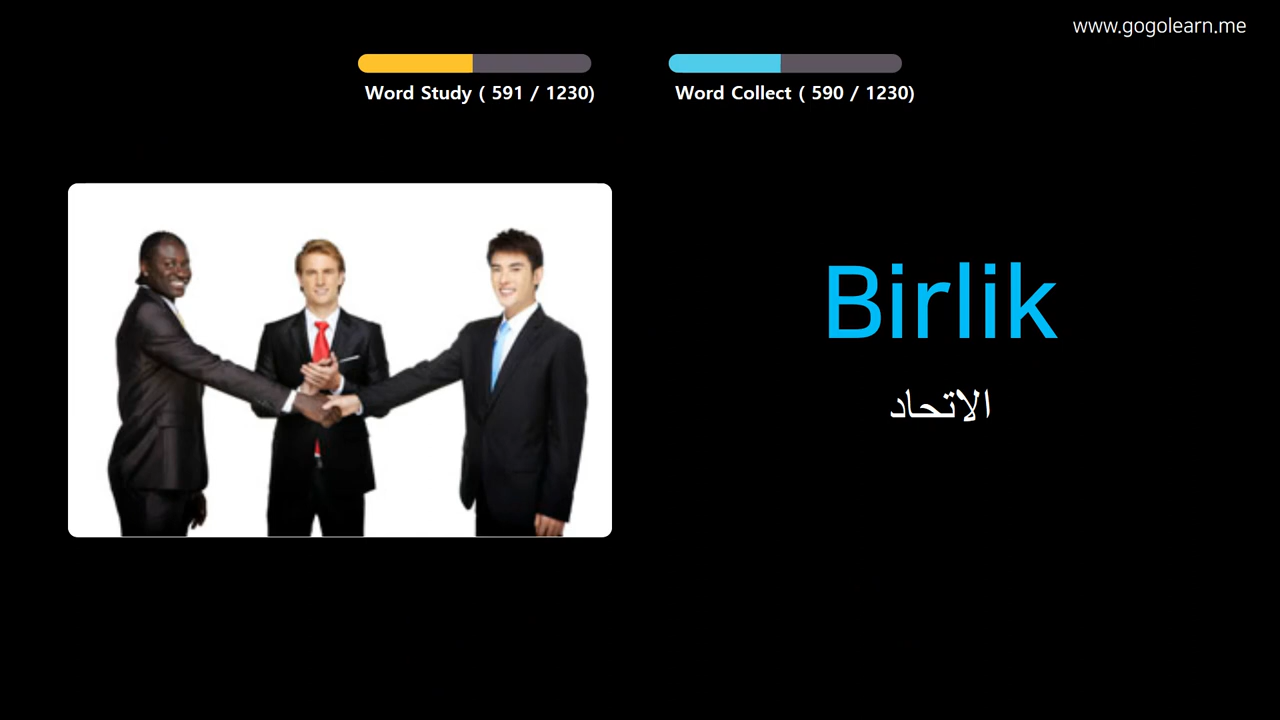 www.gogolearn.me
Word Study ( 591 / 1230)
Word Collect ( 590 / 1230)
Birlik
الاتحاد